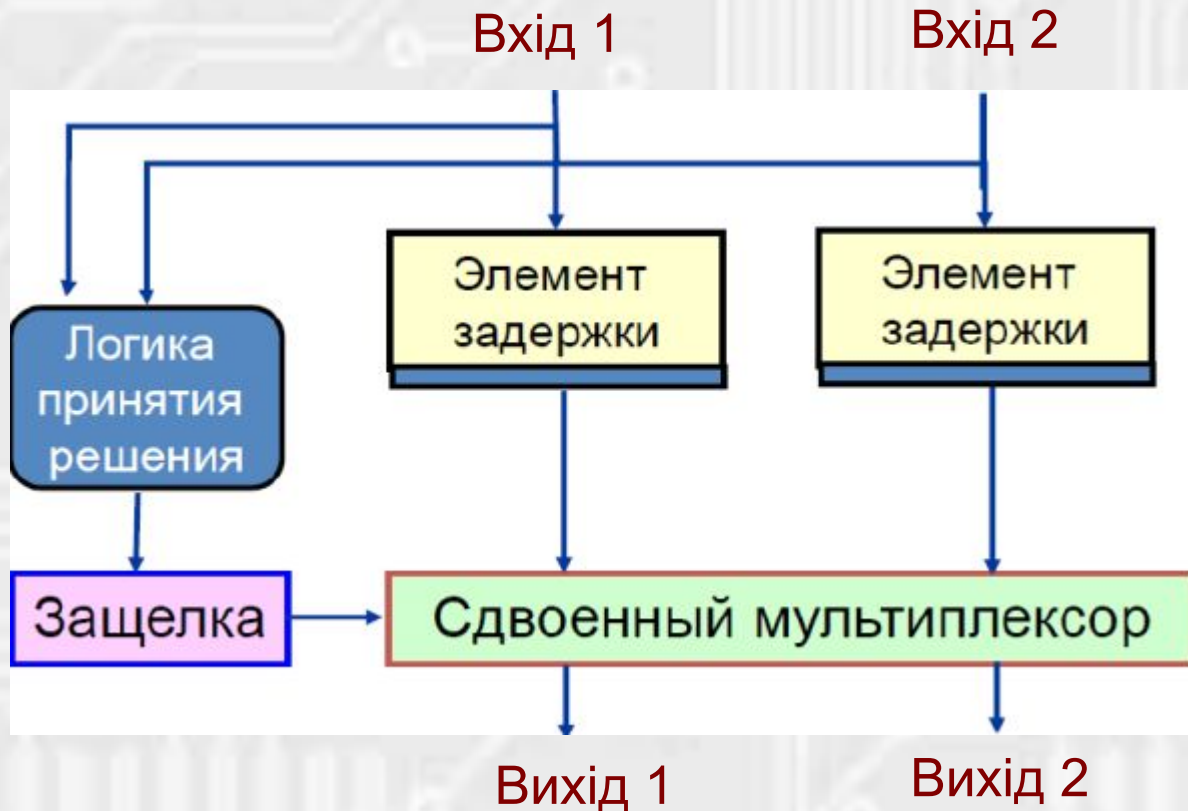 Вхід 1
Вхід 2
Элемент
задержки
Элемент
задержки
Логика
принятия
решения
Защелка
Сдвоенный мультиплексор
Вихід 1
Вихід 2